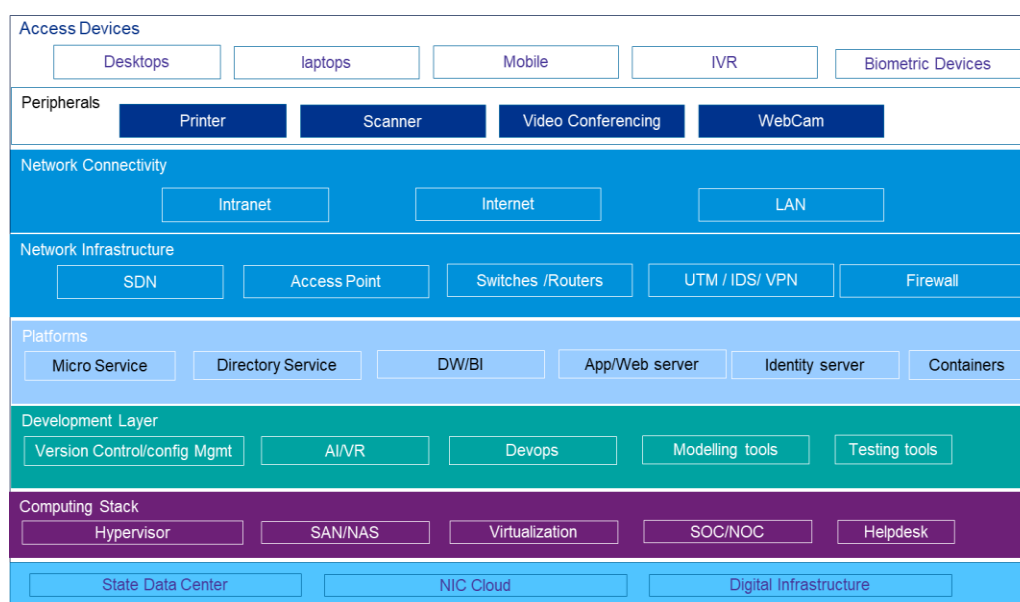 Access Devices
Desktops
laptops
Mobile
IVR
Biometric Devices
Peripherals
Printer
Scanner
Video Conferencing
WebCam
Network Connectivity
Intranet
Internet
LAN
Network Infrastructure
SDN
Access Point
Switches /Routers
UTM / IDS/ VPN
Firewall
Platforms
Micro Service
Directory Service
DW/BI
App/Web server
Identity server
Containers
Development Layer
Version Control/config Mgmt
AI/VR
Devops
Modelling tools
Testing tools
Computing Stack
Hypervisor
SAN/NAS
Virtualization
SOC/NOC
Helpdesk
State Data Center
NIC Cloud
Digital Infrastructure